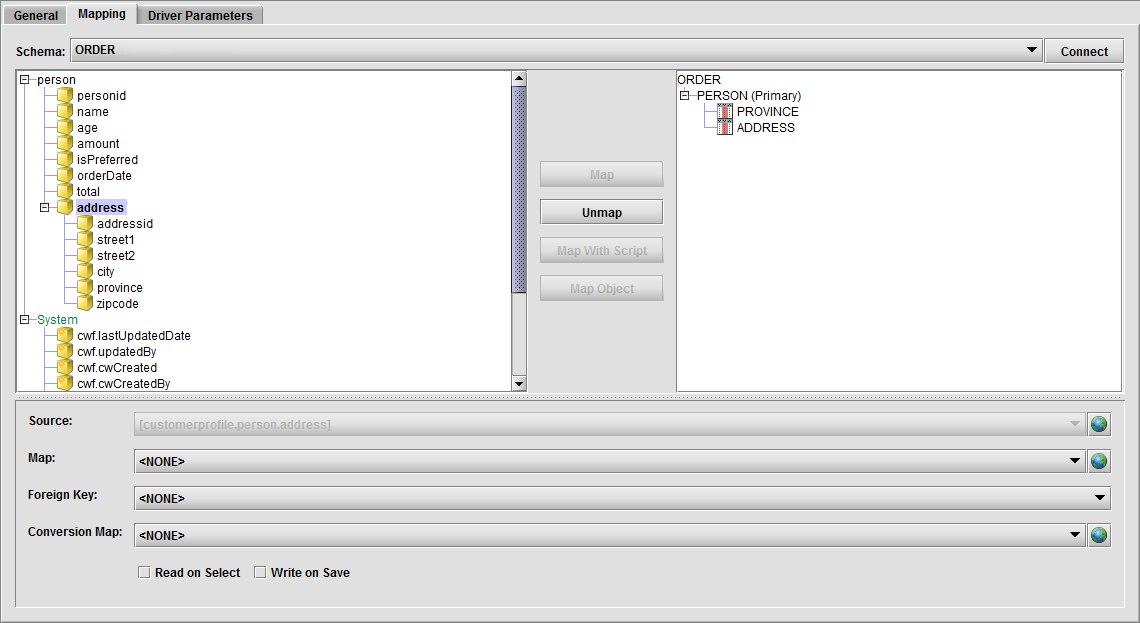 General Mapping Driver Parameters
Schema: ORDER Connect
person
personid
name
age
amount
isPreferred
orderDate
total
address
addressid
street1
street2
city
province
zipcode
System
cwf.lastUpdatedDate
cwf.updatedBy
cwf.cwCreated
cwf.cwCreatedBy
Map
Unmap
Map With Script
Map Object
ORDER
PERSON (Primary)
PROVINCE
ADDRESS
Source: [customerprofile.person.address]
Map: <NONE>
Foreign Key: <NONE>
Conversion Map: <NONE>
Read on Select Write on Save